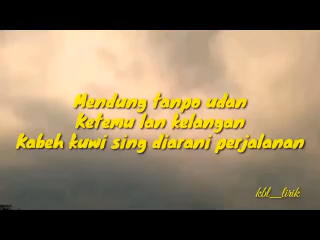 Mendung tanpo udan
Ketemu lan kelangan
Kabeh kuwi sing diarani perjalanan
kbl_lirik